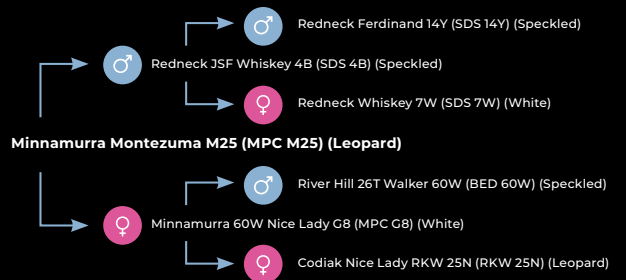 Redneck Ferdinand 14Y (SDS 14Y) (Speckled)
Redneck JSF Whiskey 4B (SDS 4B) (Speckled)
Redneck Whiskey 7W (SDS 7W) (White)
Minnamurra Montezuma M25 (MPC M25) (Leopard)
River Hill 26T Walker 60W (BED 60W) (Speckled)
Minnamurra 60W Nice Lady G8 (MPC G8) (White)
Codiak Nice Lady RKW 25N (RKW 25N) (Leopard)